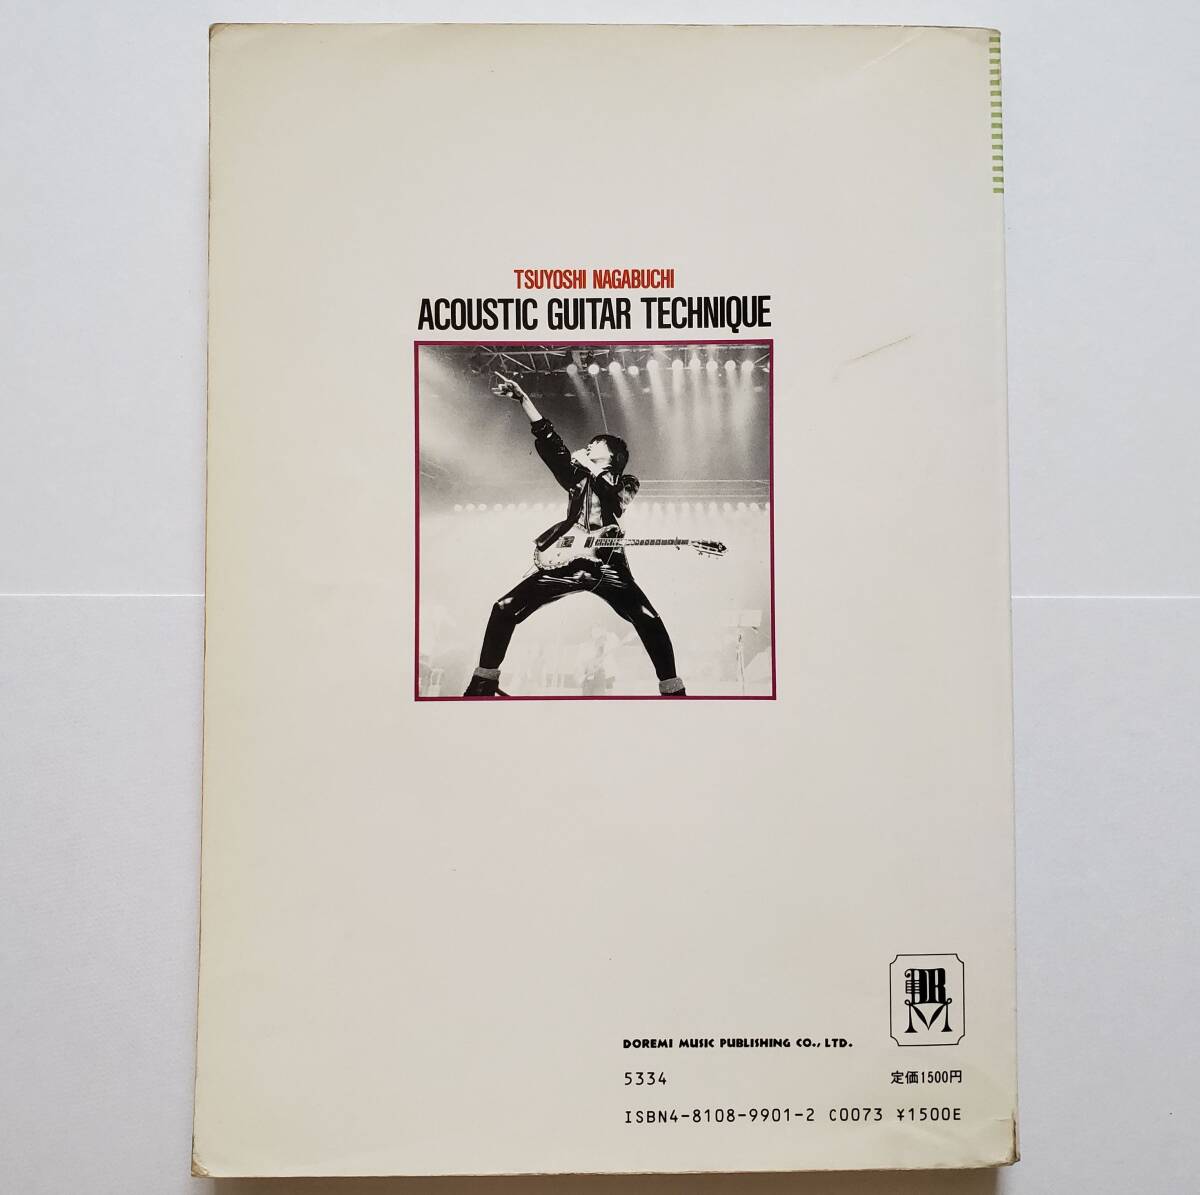 TSUYOSHI NAGABUCHI
ACOUSTIC GUITAR TECHNIQUE
DRM
DOREMI MUSIC PUBLISHING CO., LTD.
5334 定価1500円
ISBN4-8108-9901-2 C0073 ¥1500E